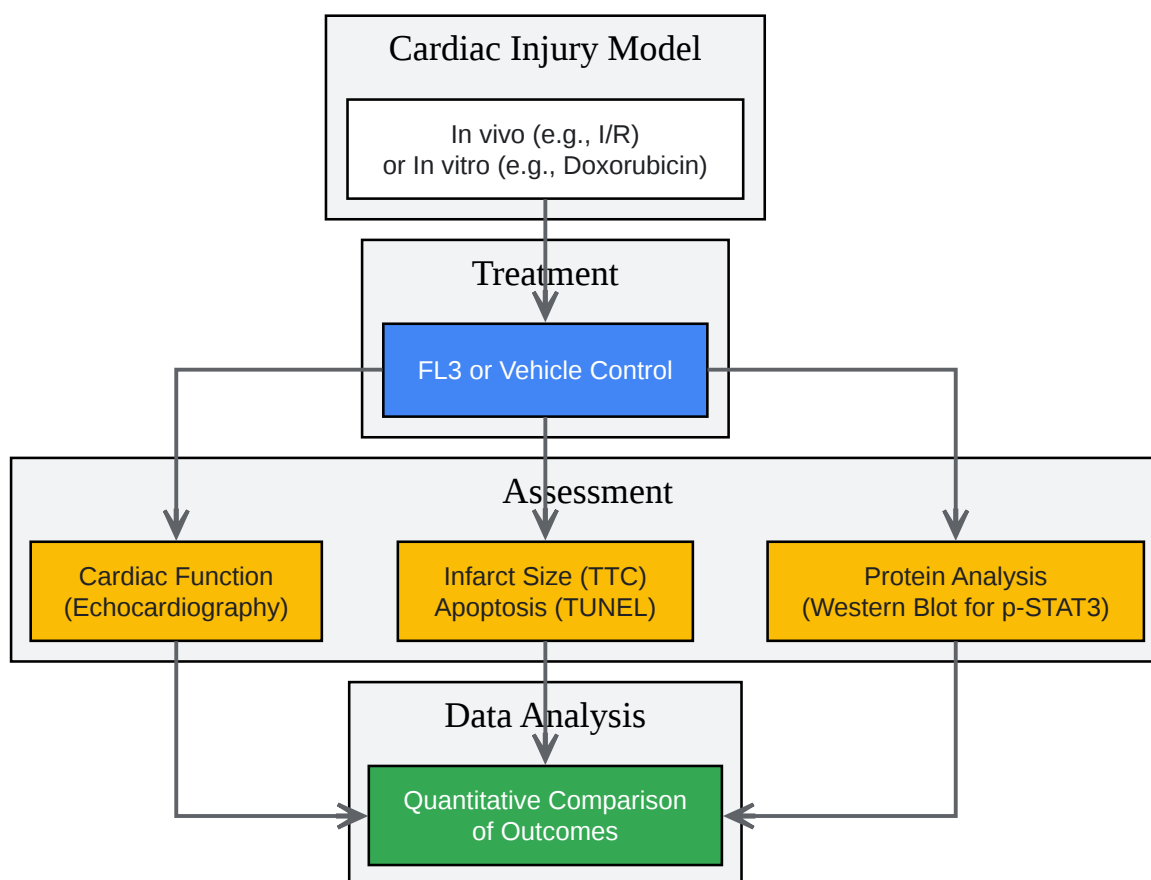 Cardiac Injury Model
In vivo (e.g., I/R)
or In vitro (e.g., Doxorubicin)
Treatment
FL3 or Vehicle Control
Assessment
Cardiac Function
(Echocardiography)
Infarct Size (TTC)
Apoptosis (TUNEL)
Protein Analysis
(Western Blot for p-STAT3)
Data Analysis
Quantitative Comparison
of Outcomes